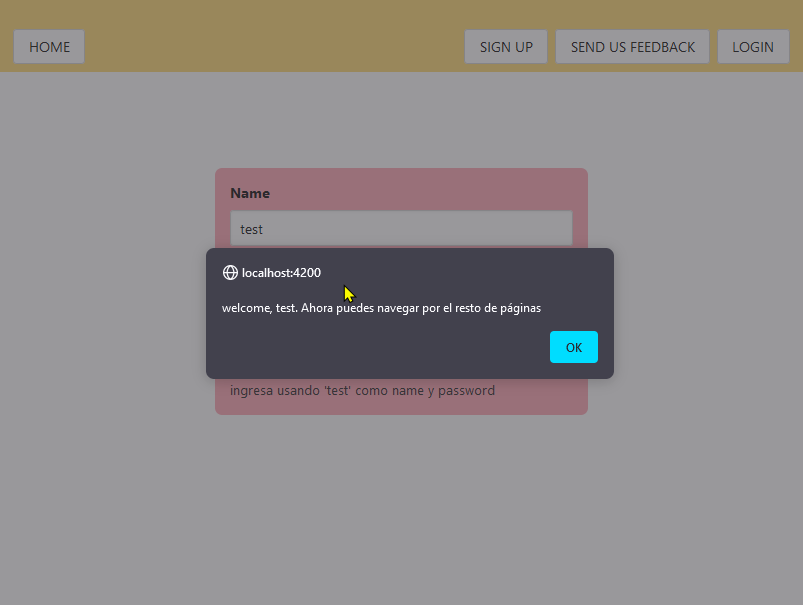 HOME SIGN UP SEND US FEEDBACK LOGIN
Name
test
localhost:4200
welcome, test. Ahora puedes navegar por el resto de páginas
OK
ingresa usando 'test' como name y password